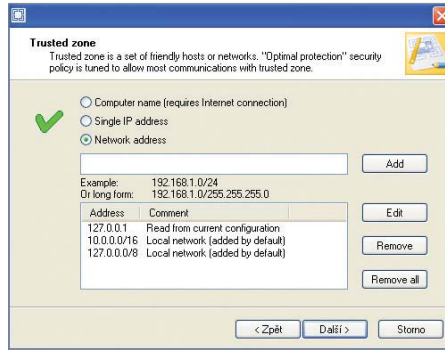 Trusted zone
Trusted zone is a set of friendly hosts or networks. "Optimal protection" security
policy is tuned to allow most communications with trusted zone.
Computer name (requires Internet connection)
Single IP address
Network address
Add
Example: 192.168.1.0/24
Or long form: 192.168.1.0/255.255.255.0
Address Comment
Edit
127.0.0.1 Read from current configuration
10.0.0.0/16 Local network (added by default)
127.0.0.0/8 Local network (added by default)
Remove
Remove all
< Zpět
Další >
Storno